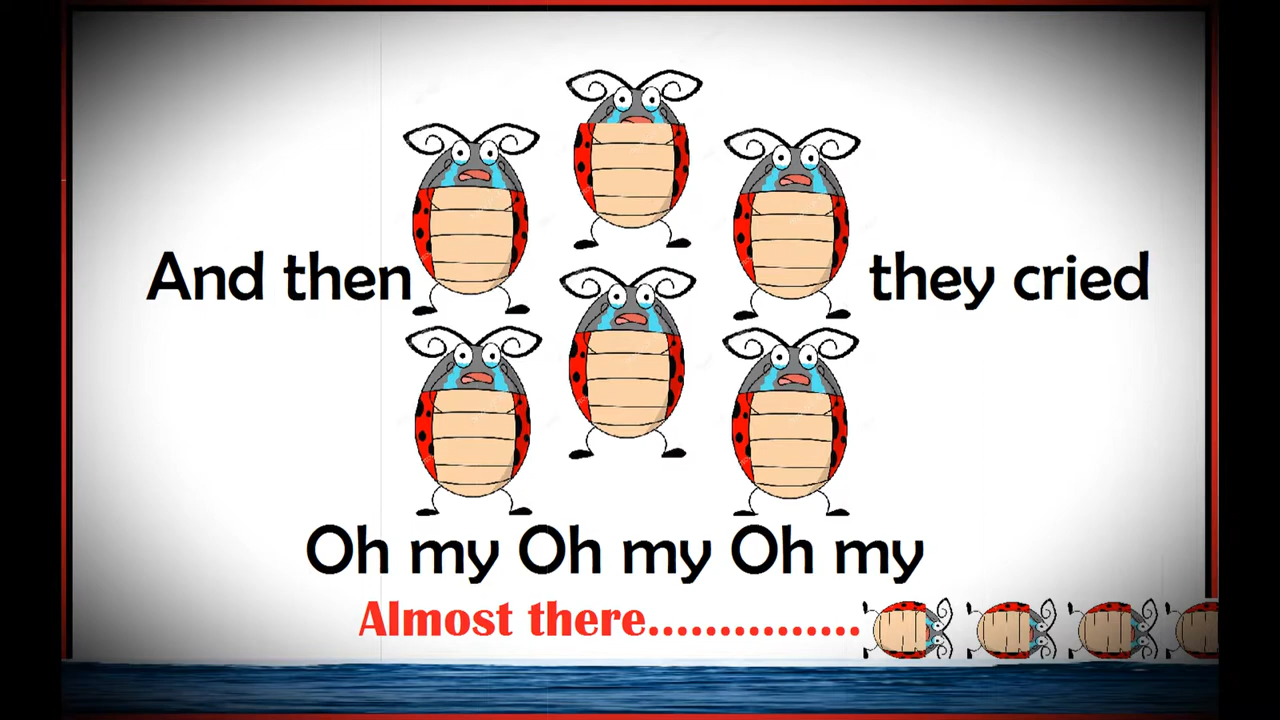 And then they cried
Oh my Oh my Oh my
Almost there...............